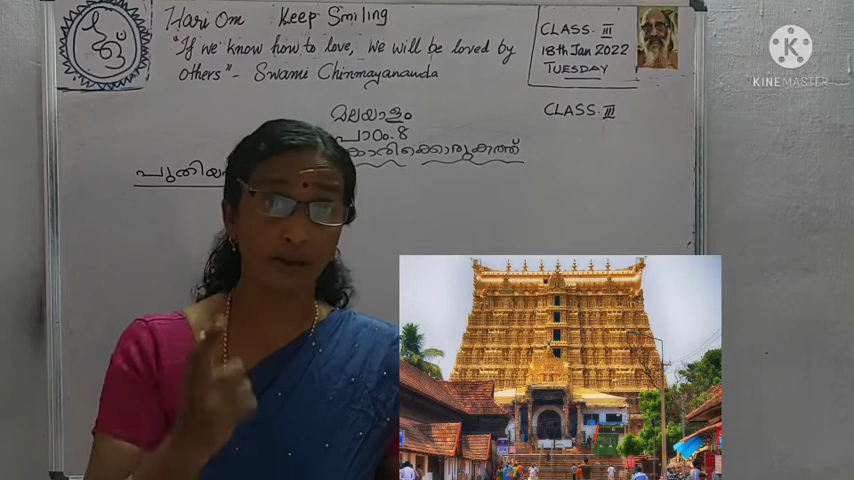 Hari Om Keep Smiling
"If we know how to love, we will be loved by
others" - Swami Chinmayananda
CLASS. III
18th Jan 2022
TUESDAY
CLASS. III
മലയാളം
പാഠം. 8
KINEMASTER